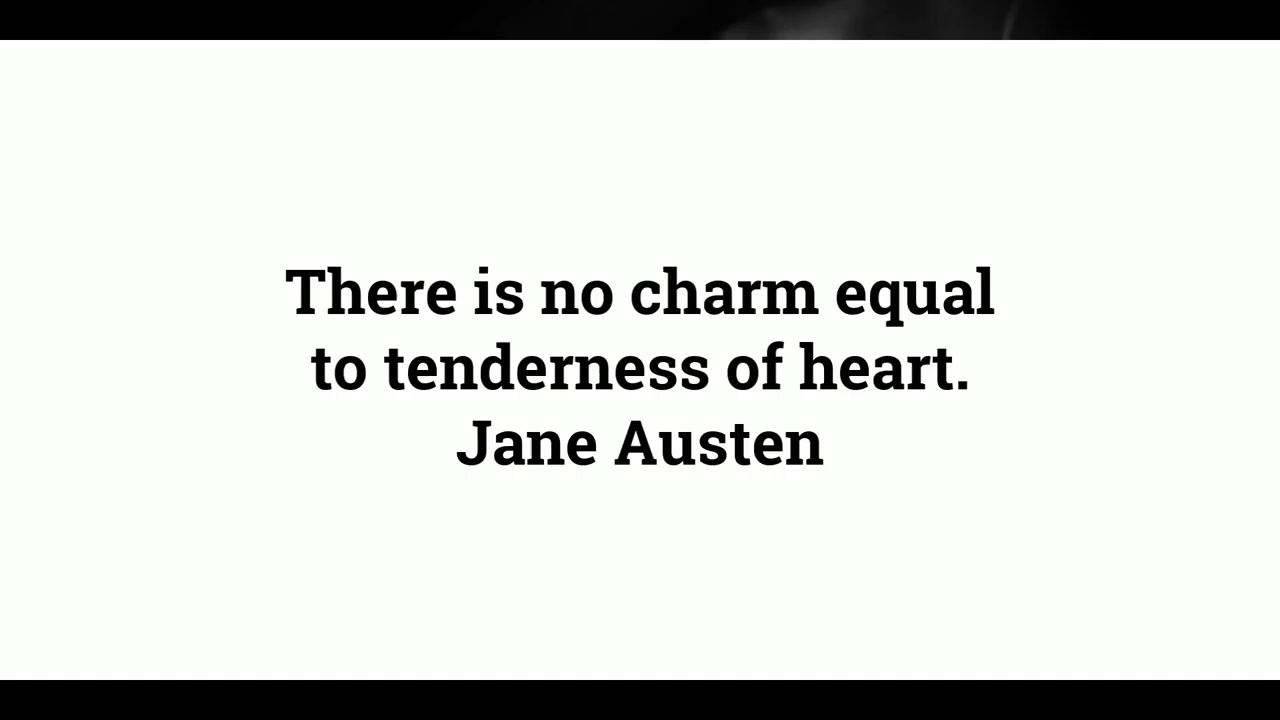 There is no charm equal
to tenderness of heart.
Jane Austen